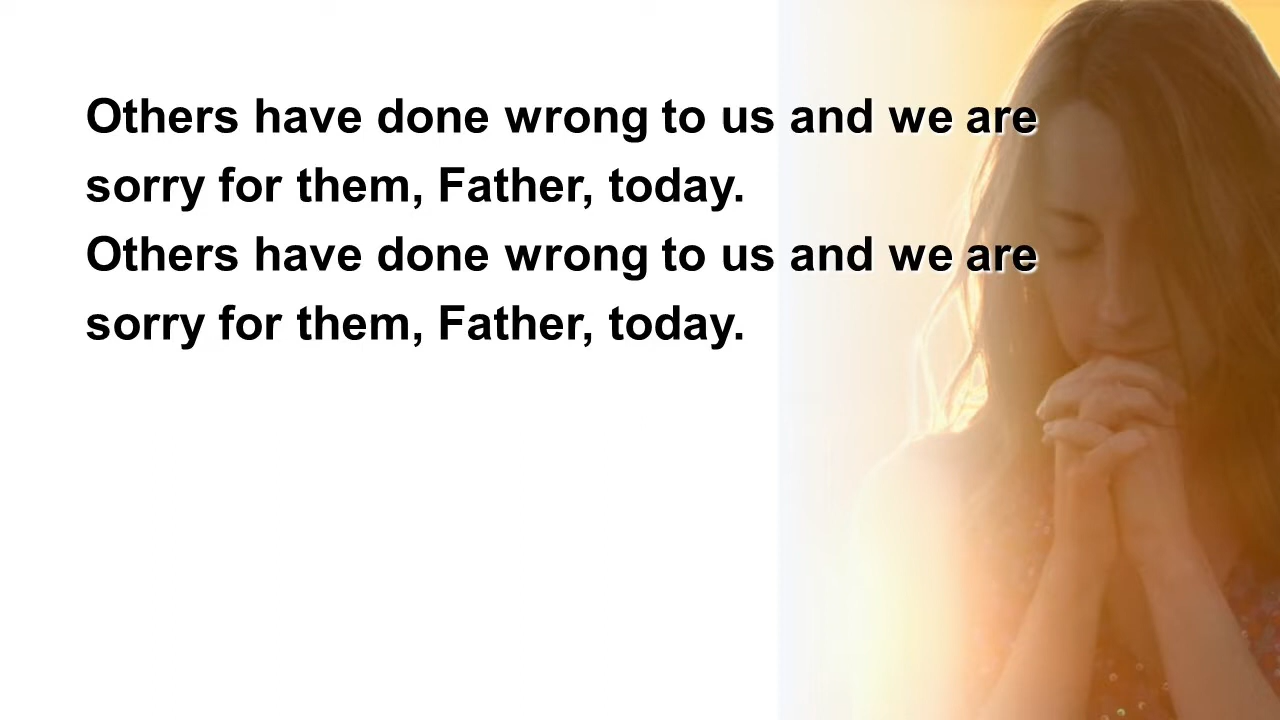 Others have done wrong to us and we are
sorry for them, Father, today.
Others have done wrong to us and we are
sorry for them, Father, today.